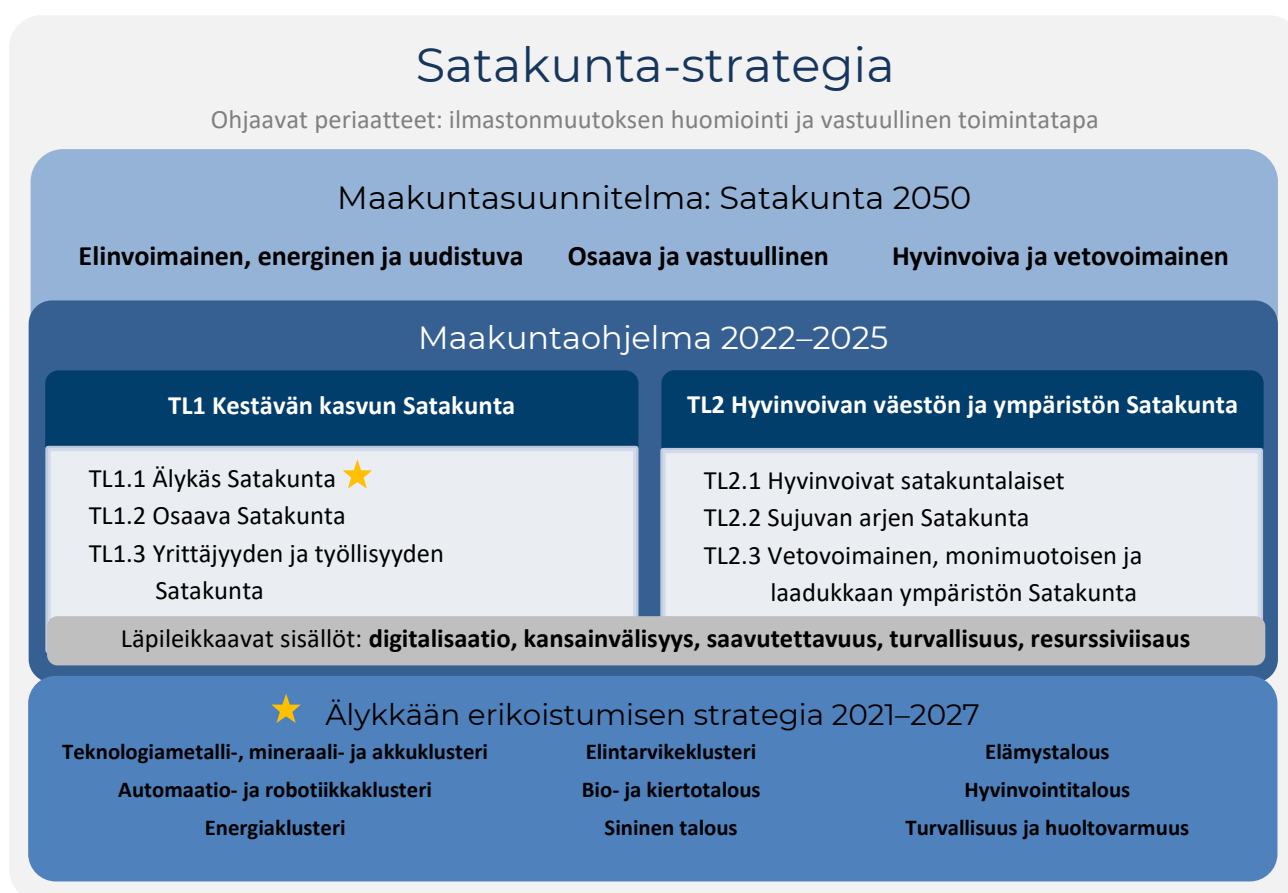 Satakunta-strategia
Ohjaavat periaatteet: ilmastonmuutoksen huomiointi ja vastuullinen toimintatapa
Maakuntasuunnitelma: Satakunta 2050
Elinvoimainen, energinen ja uudistuva
Osaava ja vastuullinen
Hyvinvoiva ja vetovoimainen
Maakuntaohjelma 2022–2025
TL1 Kestävän kasvun Satakunta
TL1.1 Älykäs Satakunta
TL1.2 Osaava Satakunta
TL1.3 Yrittäjyyden ja työllisyyden
Satakunta
TL2 Hyvinvoivan väestön ja ympäristön Satakunta
TL2.1 Hyvinvoivat satakuntalaiset
TL2.2 Sujuvan arjen Satakunta
TL2.3 Vetovoimainen, monimuotoisen ja
laadukkaan ympäristön Satakunta
Läpileikkaavat sisällöt: digitalisaatio, kansainvälisyys, saavutettavuus, turvallisuus, resurssiviisaus
Älykkään erikoistumisen strategia 2021–2027
Teknologiametalli-, mineraali- ja akkuklusteri
Automaatio- ja robotiikkaklusteri
Energiaklusteri
Elintarvikeklusteri
Bio- ja kiertotalous
Sininen talous
Elämystalous
Hyvinvointitalous
Turvallisuus ja huoltovarmuus